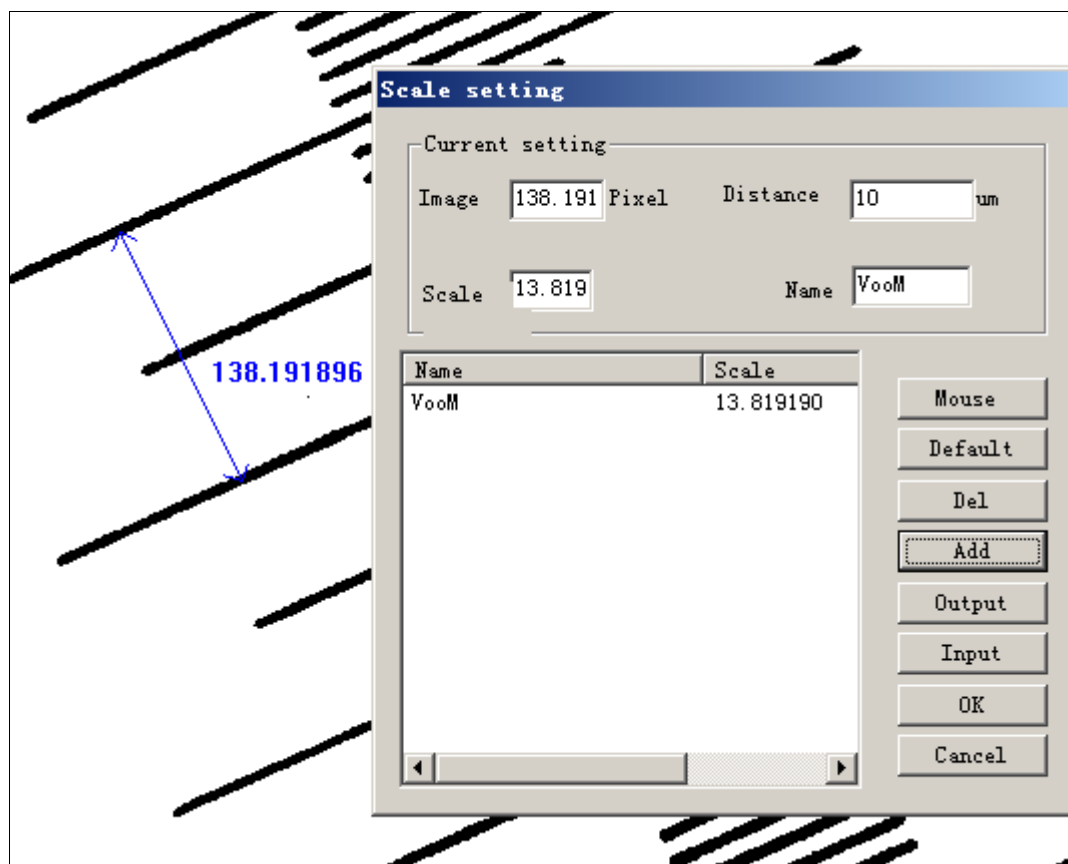 Scale setting
Current setting
Image 138.191 Pixel Distance 10 um
Scale 13.819 Name VooM
138.191896
Name Scale
VooM 13.819190
Mouse
Default
Del
Add
Output
Input
OK
Cancel